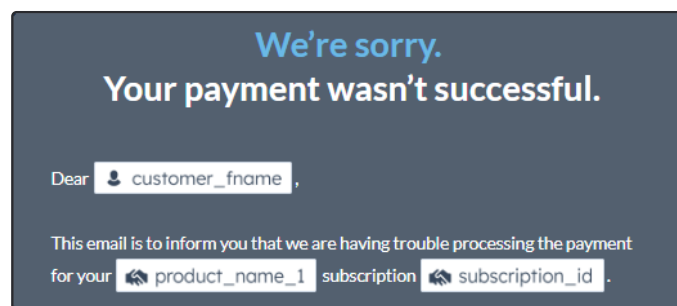 We’re sorry.
Your payment wasn’t successful.
Dear customer_fname ,
This email is to inform you that we are having trouble processing the payment
for your product_name_1 subscription subscription_id .